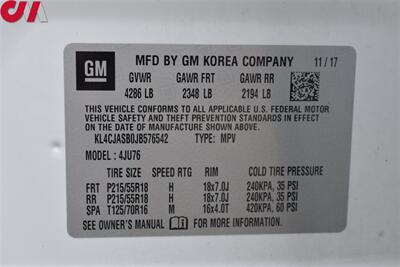 CIA
GM
MFD BY GM KOREA COMPANY 11 / 17
GVWR GAWR FRT GAWR RR
4286 LB 2348 LB 2194 LB
THIS VEHICLE CONFORMS TO ALL APPLICABLE U.S. FEDERAL MOTOR
VEHICLE SAFETY AND THEFT PREVENTION STANDARDS IN EFFECT
ON THE DATE OF MANUFACTURE SHOWN ABOVE.
KL4CJASB0JB576542 TYPE: MPV
MODEL: 4JU76
TIRE SIZE SPEED RTG RIM COLD TIRE PRESSURE
FRT P215/55R18 H 18x7.0J 240KPA, 35 PSI
RR P215/55R18 H 18x7.0J 240KPA, 35 PSI
SPA T125/70R16 M 16x4.0T 420KPA, 60 PSI
SEE OWNER'S MANUAL FOR MORE INFORMATION.